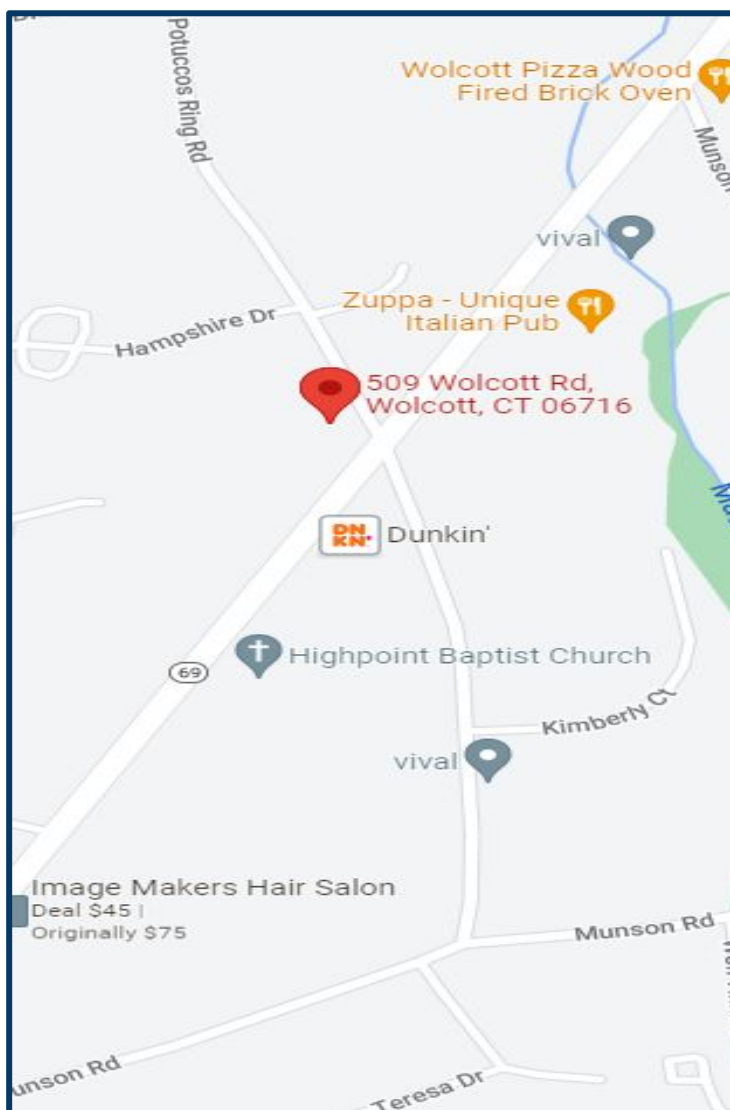 Potuccos Ring Rd
Wolcott Pizza Wood
Fired Brick Oven
Munson
vival
Zuppa - Unique
Italian Pub
Hampshire Dr
509 Wolcott Rd,
Wolcott, CT 06716
DN
KN
Dunkin'
Highpoint Baptist Church
69
Kimberly Ct
vival
Image Makers Hair Salon
Deal $45 |
Originally $75
Munson Rd
unson Rd
Teresa Dr